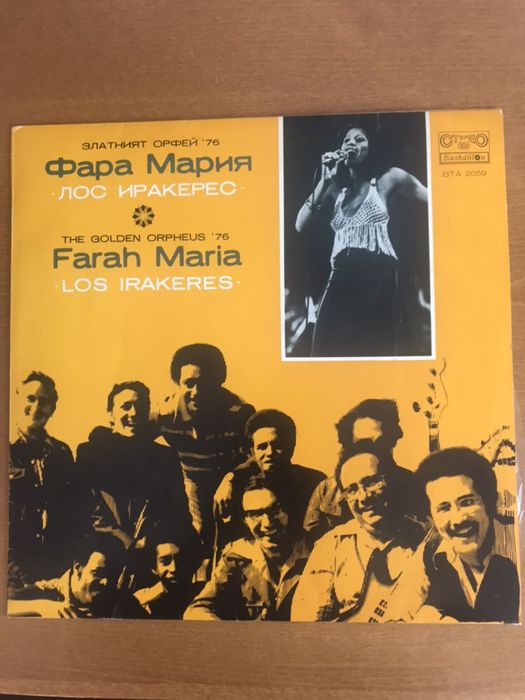 ЗЛАТНИЯТ ОРФЕЙ '76
Фара Мария
· ЛОС ИРАКЕРЕС ·
THE GOLDEN ORPHEUS '76
Farah Maria
· LOS IRAKERES ·
СТЕРЕО
Балкантон
ВТА 2059